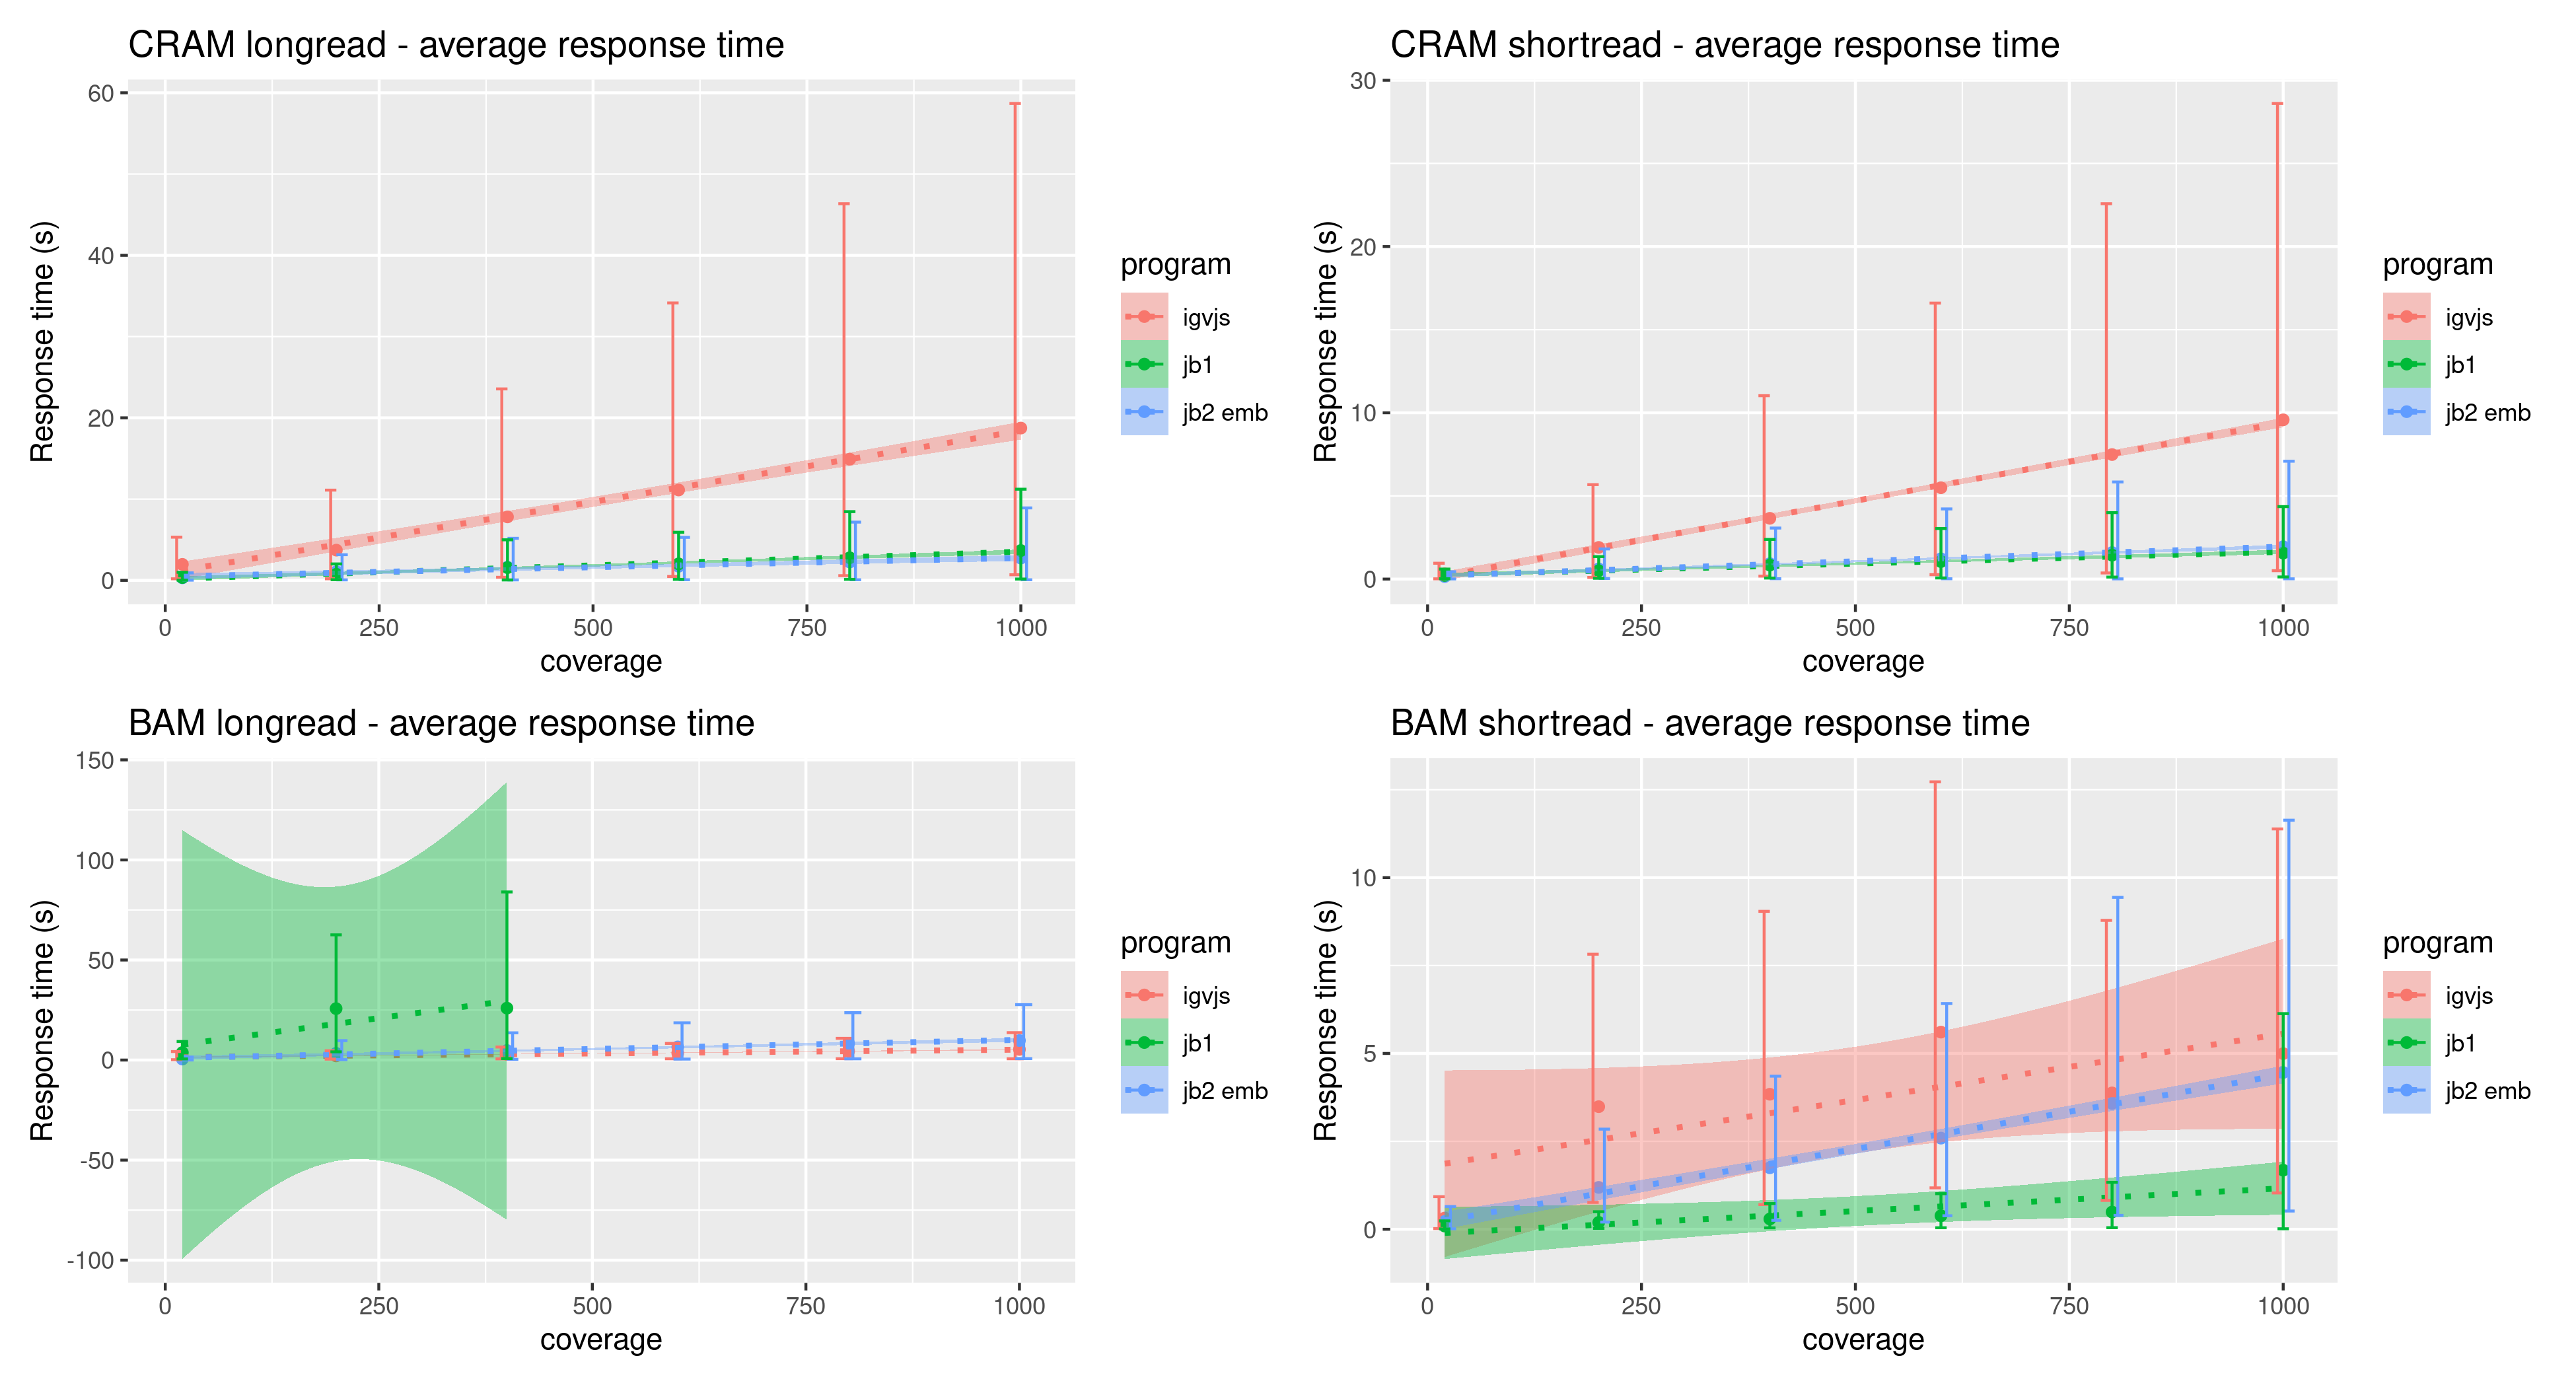 CRAM longread - average response time
Response time (s)
60
40
20
0
0 250 500 750 1000
coverage
program
igvjs
jb1
jb2 emb
CRAM shortread - average response time
Response time (s)
30
20
10
0
0 250 500 750 1000
coverage
program
igvjs
jb1
jb2 emb
BAM longread - average response time
Response time (s)
150
100
50
0
-50
-100
0 250 500 750 1000
coverage
program
igvjs
jb1
jb2 emb
BAM shortread - average response time
Response time (s)
10
5
0
0 250 500 750 1000
coverage
program
igvjs
jb1
jb2 emb